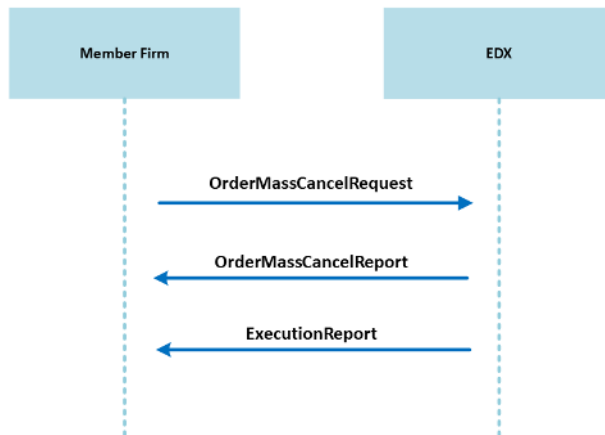 Member Firm
EDX
OrderMassCancelRequest
OrderMassCancelReport
ExecutionReport